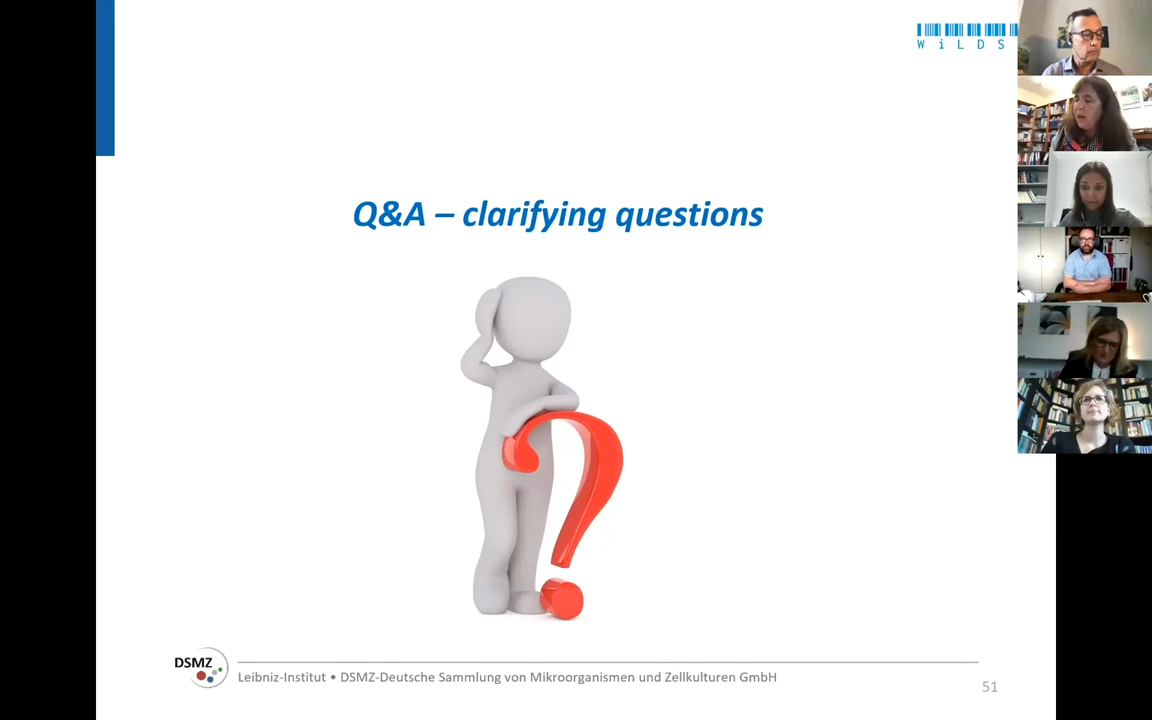 WiLDS
Q&A – clarifying questions
DSMZ
Leibniz-Institut • DSMZ-Deutsche Sammlung von Mikroorganismen und Zellkulturen GmbH
51